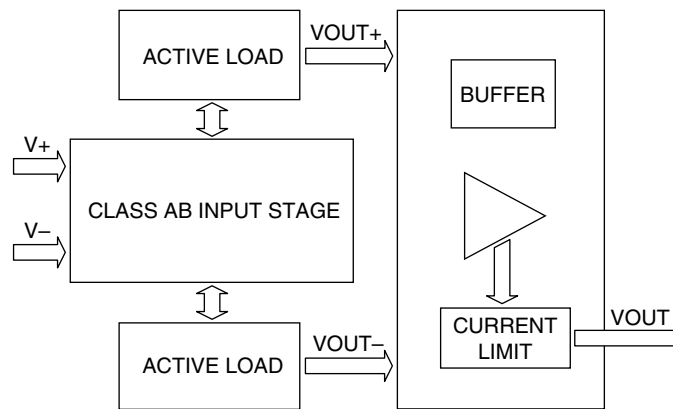 ACTIVE LOAD
VOUT+
BUFFER
V+
CLASS AB INPUT STAGE
V–
CURRENT
LIMIT
VOUT
ACTIVE LOAD
VOUT–